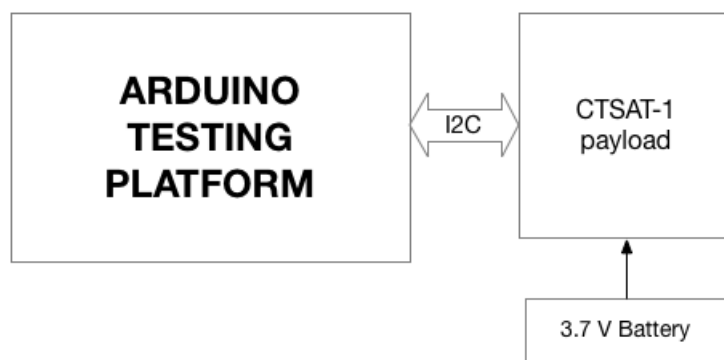 ARDUINO
TESTING
PLATFORM
I2C
CTSAT-1
payload
3.7 V Battery